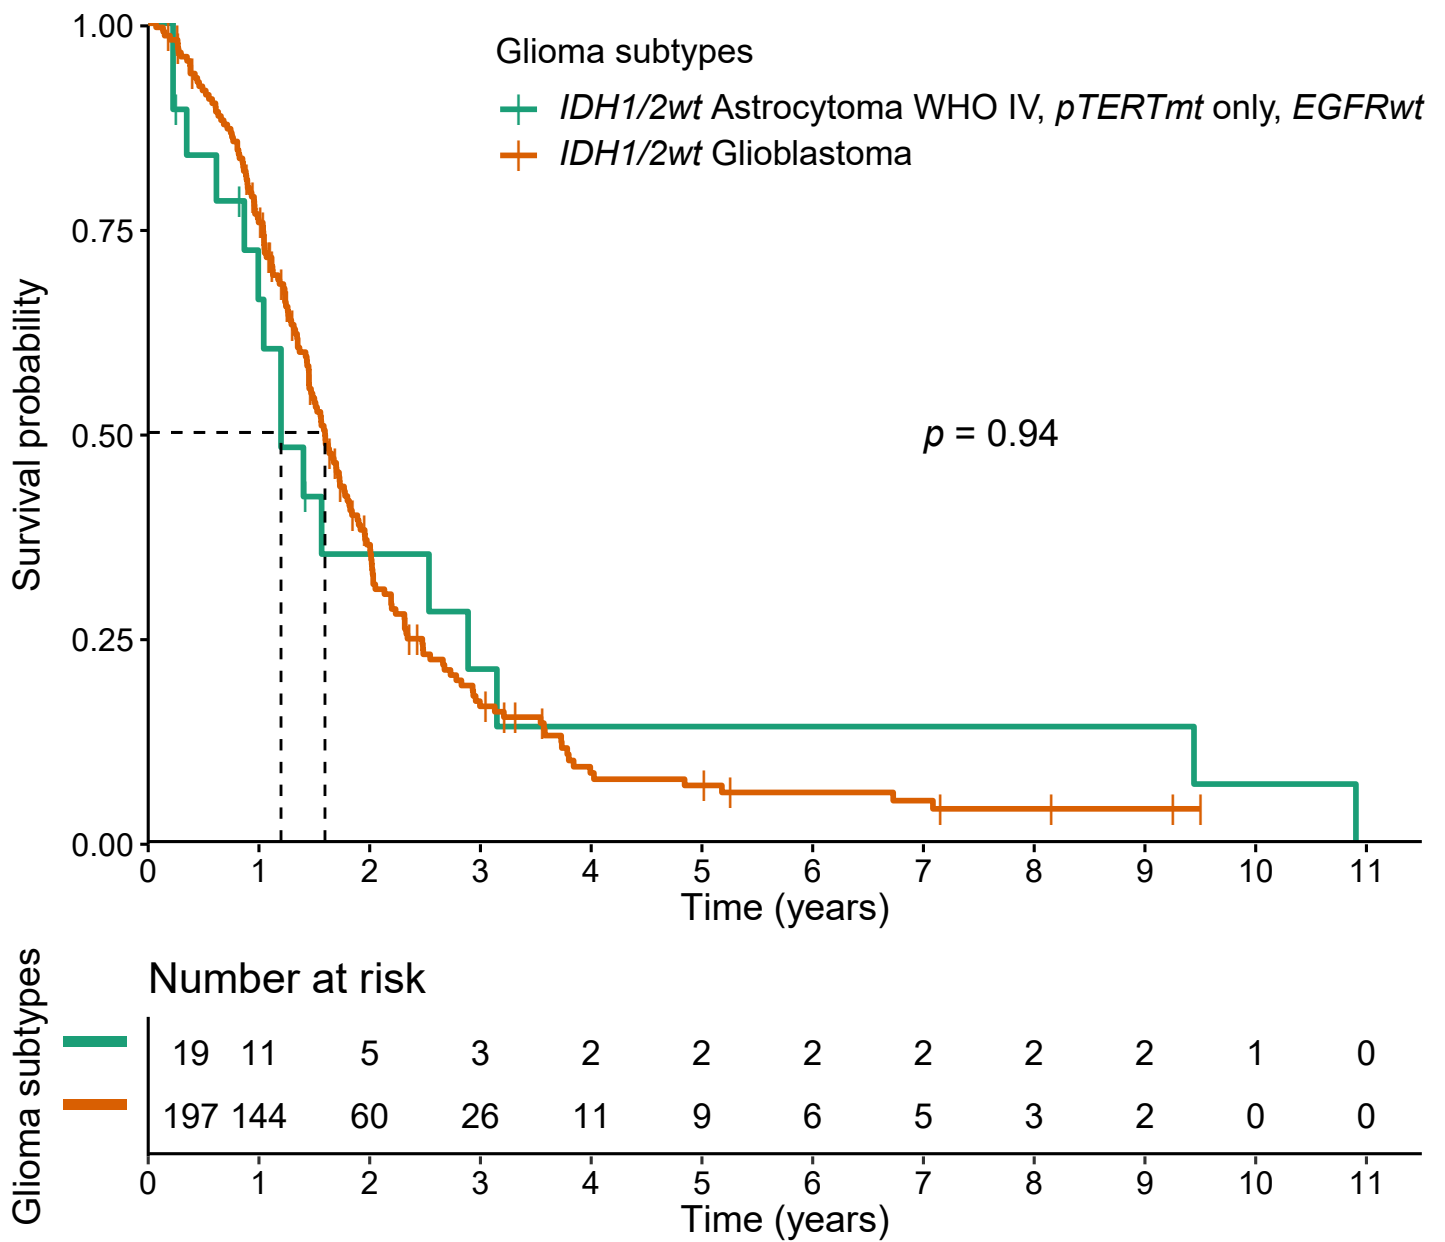 Glioma subtypes
IDH1/2wt Astrocytoma WHO IV, pTERTmt only, EGFRwt
IDH1/2wt Glioblastoma
Survival probability
1.00
0.75
0.50
0.25
0.00
p = 0.94
0 1 2 3 4 5 6 7 8 9 10 11
Time (years)
Number at risk
Glioma subtypes
19 11 5 3 2 2 2 2 2 2 1 0
197 144 60 26 11 9 6 5 3 2 0 0
0 1 2 3 4 5 6 7 8 9 10 11
Time (years)